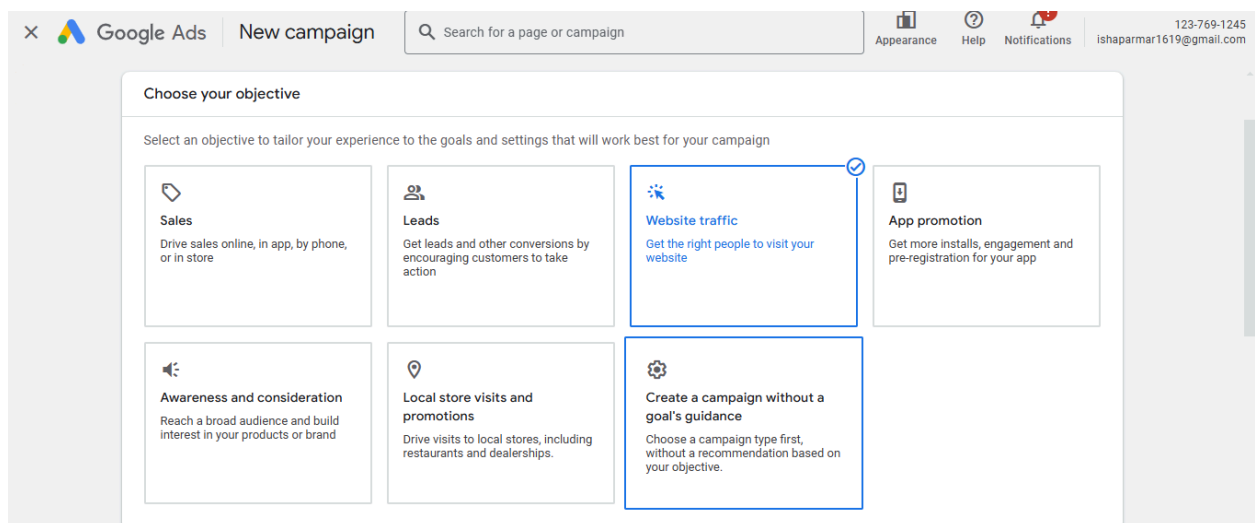 Google Ads
New campaign
Search for a page or campaign
Appearance
Help
Notifications
123-769-1245
ishaparmar1619@gmail.com
Choose your objective
Select an objective to tailor your experience to the goals and settings that will work best for your campaign
Sales
Drive sales online, in app, by phone,
or in store
Leads
Get leads and other conversions by
encouraging customers to take
action
Website traffic
Get the right people to visit your
website
App promotion
Get more installs, engagement and
pre-registration for your app
Awareness and consideration
Reach a broad audience and build
interest in your products or brand
Local store visits and
promotions
Drive visits to local stores, including
restaurants and dealerships.
Create a campaign without a
goal's guidance
Choose a campaign type first,
without a recommendation based on
your objective.